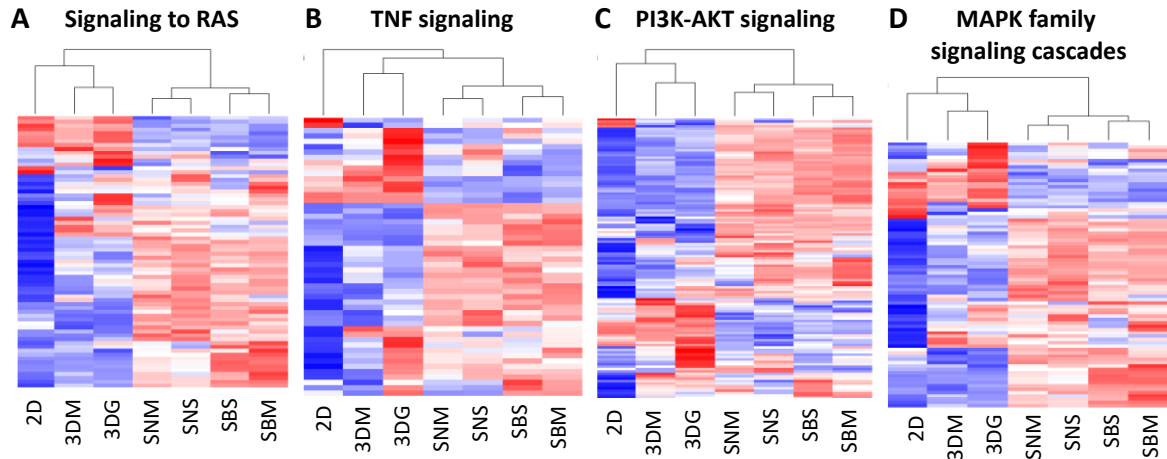 A Signaling to RAS
2D 3DM 3DG SNM SNS SBS SBM
B TNF signaling
2D 3DM 3DG SNM SNS SBS SBM
C PI3K-AKT signaling
2D 3DM 3DG SNM SNS SBS SBM
D MAPK family
signaling cascades
2D 3DM 3DG SNM SNS SBS SBM